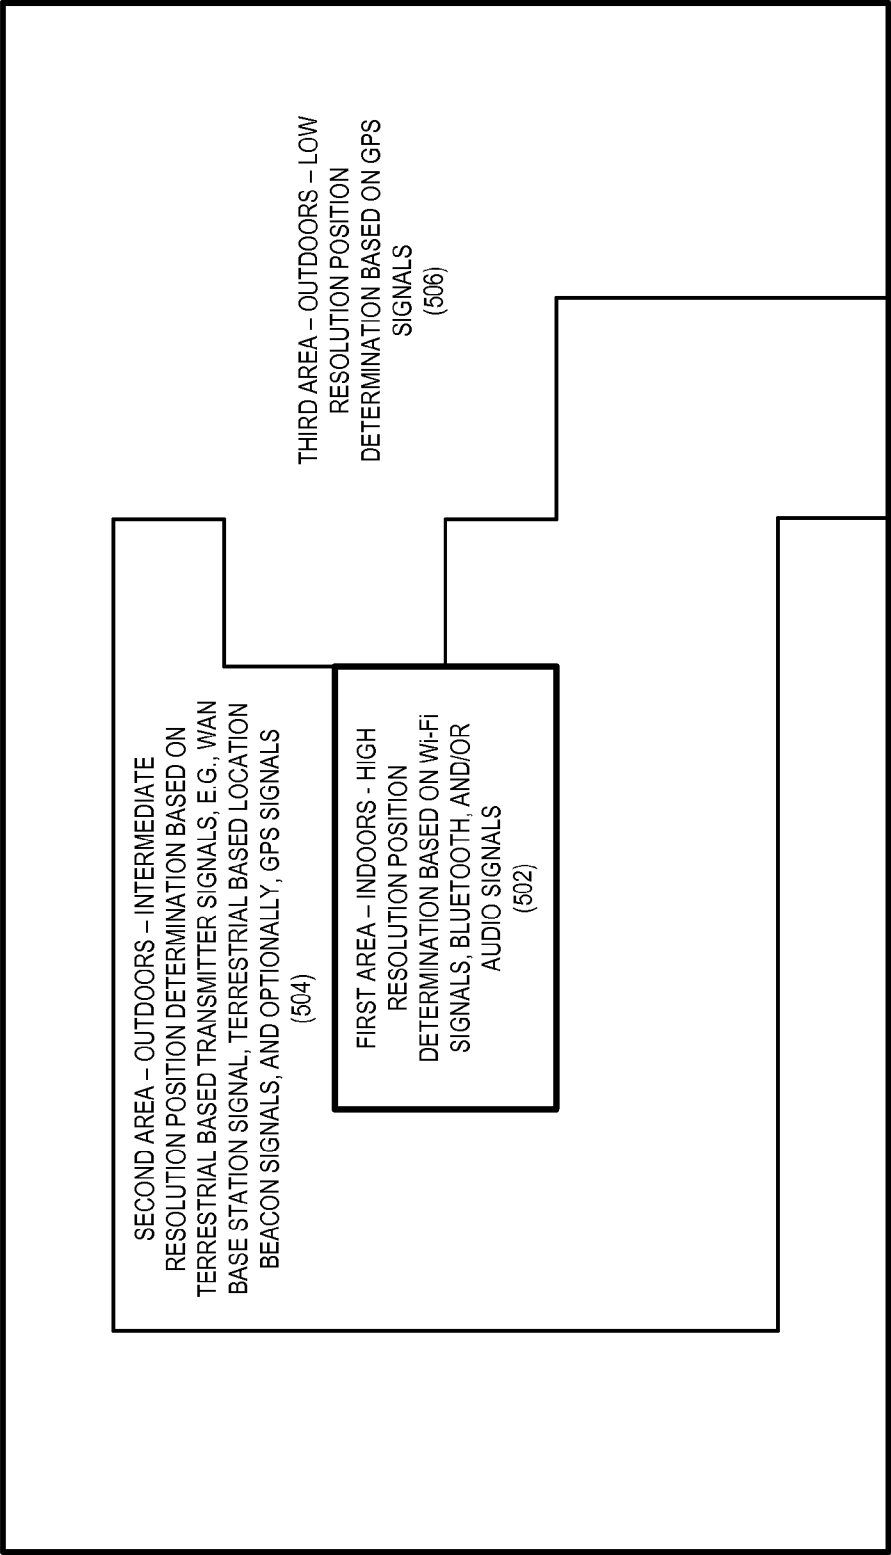 SECOND AREA – OUTDOORS – INTERMEDIATE
RESOLUTION POSITION DETERMINATION BASED ON
TERRESTRIAL BASED TRANSMITTER SIGNALS, E.G., WAN
BASE STATION SIGNAL, TERRESTRIAL BASED LOCATION
BEACON SIGNALS, AND OPTIONALLY, GPS SIGNALS
(504)
FIRST AREA – INDOORS - HIGH
RESOLUTION POSITION
DETERMINATION BASED ON Wi-Fi
SIGNALS, BLUETOOTH, AND/OR
AUDIO SIGNALS
(502)
THIRD AREA – OUTDOORS – LOW
RESOLUTION POSITION
DETERMINATION BASED ON GPS
SIGNALS
(506)